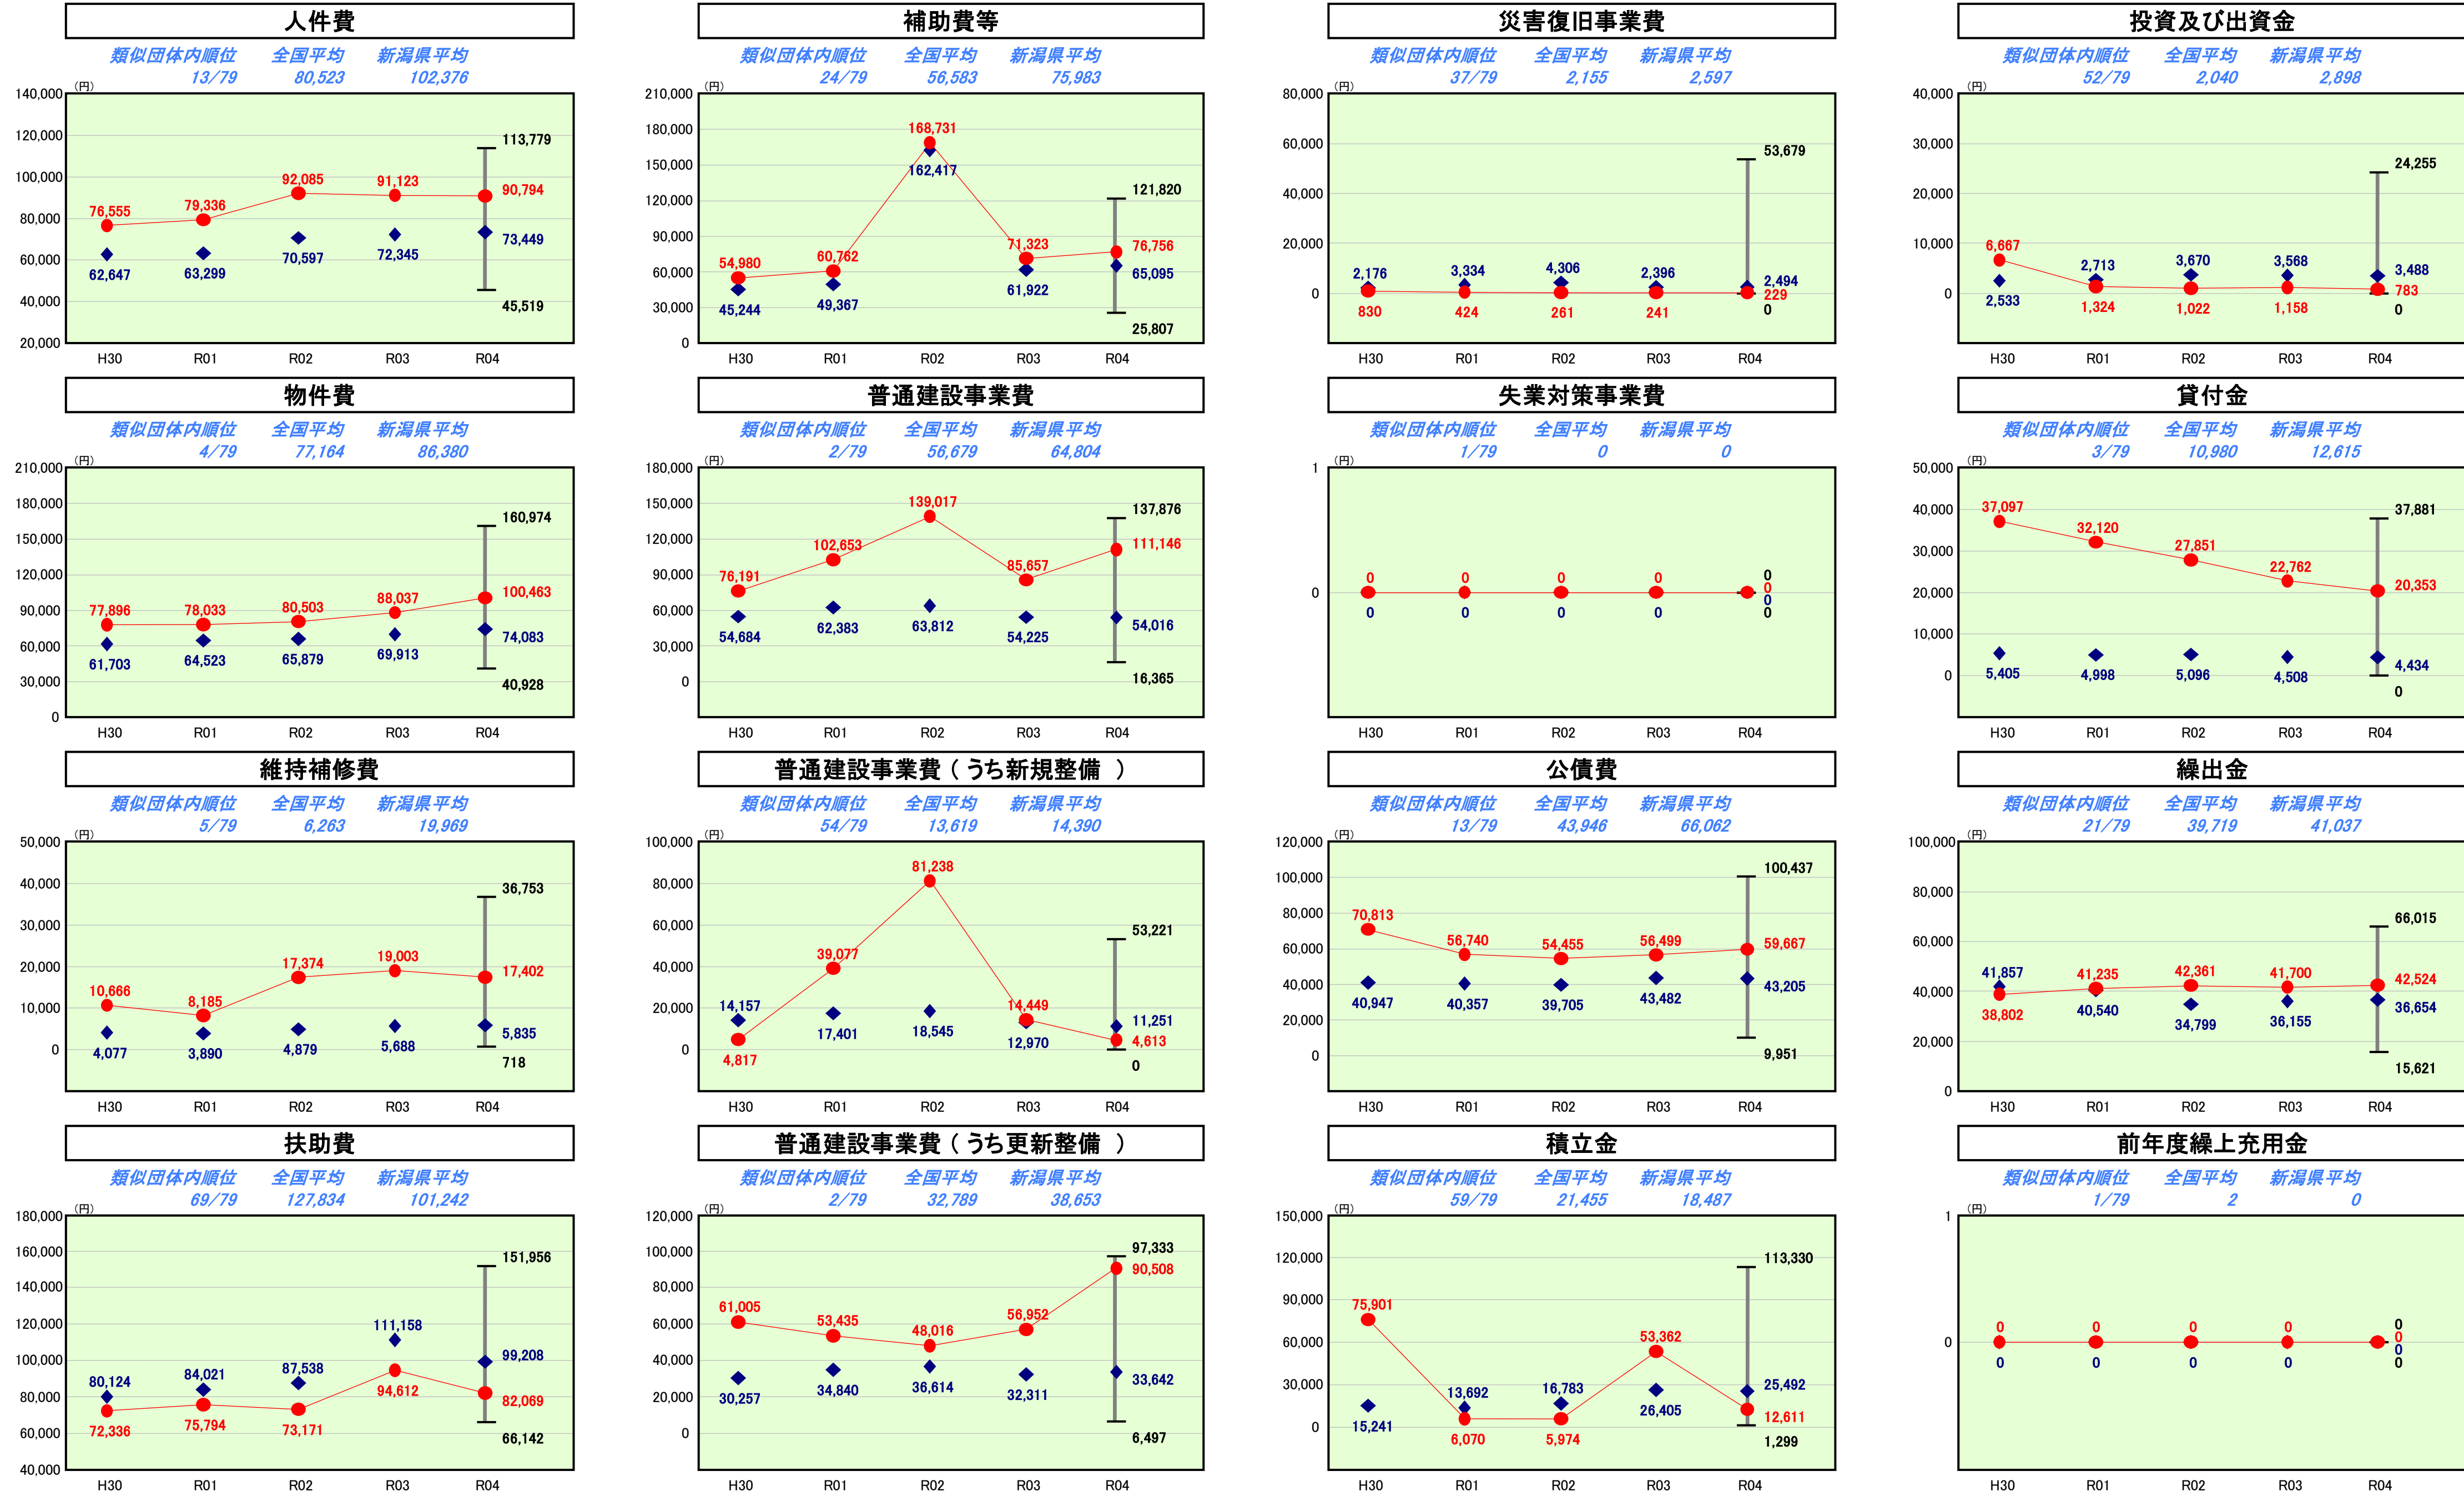 人件費
類似団体内順位 全国平均 新潟県平均
13/79 80,523 102,376
(円)
140,000
120,000
100,000
80,000
60,000
40,000
20,000
76,555 79,336 92,085 91,123 90,794
62,647 63,299 70,597 72,345 73,449
113,779
45,519
H30 R01 R02 R03 R04
補助費等
類似団体内順位 全国平均 新潟県平均
24/79 56,583 75,983
(円)
210,000
180,000
150,000
120,000
90,000
60,000
30,000
0
54,980 60,762 168,731 71,323 76,756
45,244 49,367 162,417 61,922 65,095
121,820
25,807
H30 R01 R02 R03 R04
災害復旧事業費
類似団体内順位 全国平均 新潟県平均
37/79 2,155 2,597
(円)
80,000
60,000
40,000
20,000
0
2,176 3,334 4,306 2,396 2,494
830 424 261 241 229
53,679
0
H30 R01 R02 R03 R04
投資及び出資金
類似団体内順位 全国平均 新潟県平均
52/79 2,040 2,898
(円)
40,000
30,000
20,000
10,000
0
6,667 1,324 1,022 1,158 783
2,533 2,713 3,670 3,568 3,488
24,255
0
H30 R01 R02 R03 R04
物件費
類似団体内順位 全国平均 新潟県平均
4/79 77,164 86,380
(円)
210,000
180,000
150,000
120,000
90,000
60,000
30,000
0
77,896 78,033 80,503 88,037 100,463
61,703 64,523 65,879 69,913 74,083
160,974
40,928
H30 R01 R02 R03 R04
普通建設事業費
類似団体内順位 全国平均 新潟県平均
2/79 56,679 64,804
(円)
180,000
150,000
120,000
90,000
60,000
30,000
0
76,191 102,653 139,017 85,657 111,146
54,684 62,383 63,812 54,225 54,016
137,876
16,365
H30 R01 R02 R03 R04
失業対策事業費
類似団体内順位 全国平均 新潟県平均
1/79 0 0
(円)
1
0
0 0 0 0 0
0 0 0 0 0
0
0
H30 R01 R02 R03 R04
貸付金
類似団体内順位 全国平均 新潟県平均
3/79 10,980 12,615
(円)
50,000
40,000
30,000
20,000
10,000
0
37,097 32,120 27,851 22,762 20,353
5,405 4,998 5,096 4,508 4,434
37,881
0
H30 R01 R02 R03 R04
維持補修費
類似団体内順位 全国平均 新潟県平均
5/79 6,263 19,969
(円)
50,000
40,000
30,000
20,000
10,000
0
10,666 8,185 17,374 19,003 17,402
4,077 3,890 4,879 5,688 5,835
36,753
718
H30 R01 R02 R03 R04
普通建設事業費(うち新規整備 )
類似団体内順位 全国平均 新潟県平均
54/79 13,619 14,390
(円)
100,000
80,000
60,000
40,000
20,000
0
4,817 39,077 81,238 14,449 4,613
14,157 17,401 18,545 12,970 11,251
53,221
0
H30 R01 R02 R03 R04
公債費
類似団体内順位 全国平均 新潟県平均
13/79 43,946 66,062
(円)
120,000
100,000
80,000
60,000
40,000
20,000
0
70,813 56,740 54,455 56,499 59,667
40,947 40,357 39,705 43,482 43,205
100,437
9,951
H30 R01 R02 R03 R04
繰出金
類似団体内順位 全国平均 新潟県平均
21/79 39,719 41,037
(円)
100,000
80,000
60,000
40,000
20,000
0
41,857 40,540 34,799 36,155 36,654
38,802 41,235 42,361 41,700 42,524
66,015
15,621
H30 R01 R02 R03 R04
扶助費
類似団体内順位 全国平均 新潟県平均
69/79 127,834 101,242
(円)
180,000
160,000
140,000
120,000
100,000
80,000
60,000
40,000
80,124 84,021 87,538 111,158 99,208
72,336 75,794 73,171 94,612 82,069
151,956
66,142
H30 R01 R02 R03 R04
普通建設事業費(うち更新整備 )
類似団体内順位 全国平均 新潟県平均
2/79 32,789 38,653
(円)
120,000
100,000
80,000
60,000
40,000
20,000
0
61,005 53,435 48,016 56,952 90,508
30,257 34,840 36,614 32,311 33,642
97,333
6,497
H30 R01 R02 R03 R04
積立金
類似団体内順位 全国平均 新潟県平均
59/79 21,455 18,487
(円)
150,000
120,000
90,000
60,000
30,000
0
75,901 6,070 5,974 53,362 12,611
15,241 13,692 16,783 26,405 25,492
113,330
1,299
H30 R01 R02 R03 R04
前年度繰上充用金
類似団体内順位 全国平均 新潟県平均
1/79 2 0
(円)
1
0
0 0 0 0 0
0 0 0 0 0
0
0
H30 R01 R02 R03 R04